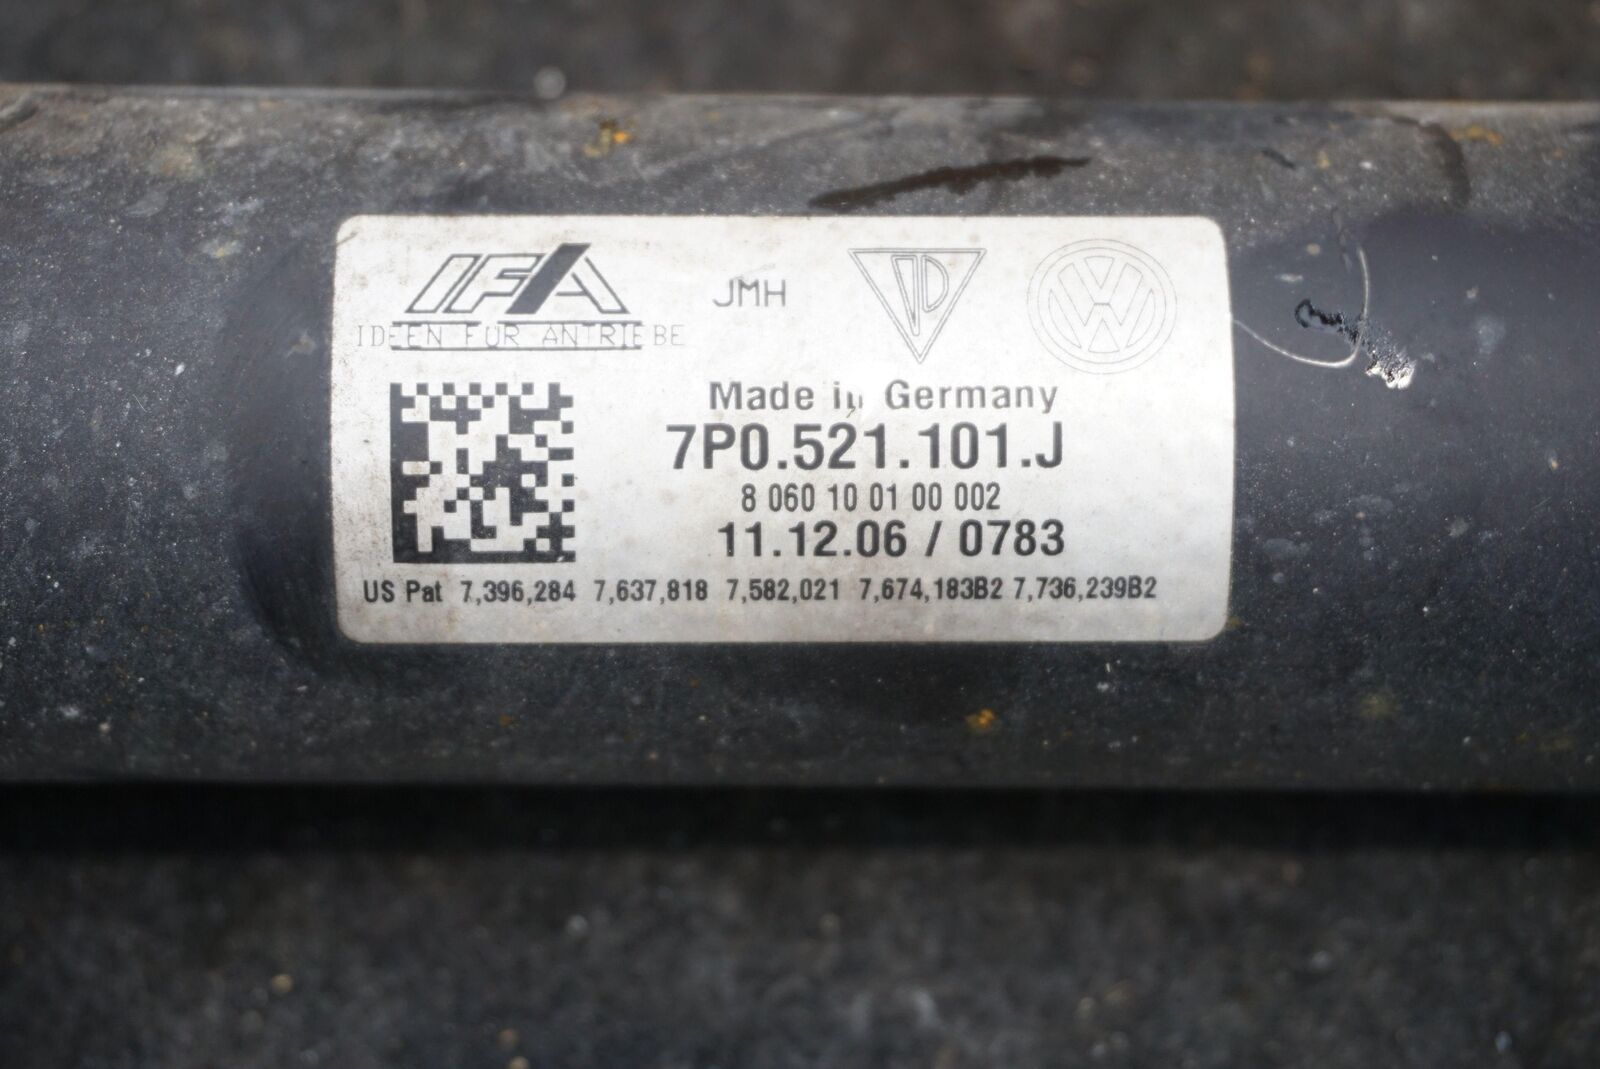 IFA
IDEEN FÜR ANTRIEBE
JMH
Made in Germany
7P0.521.101.J
8 060 10 01 00 002
11.12.06 / 0783
US Pat 7,396,284 7,637,818 7,582,021 7,674,183B2 7,736,239B2